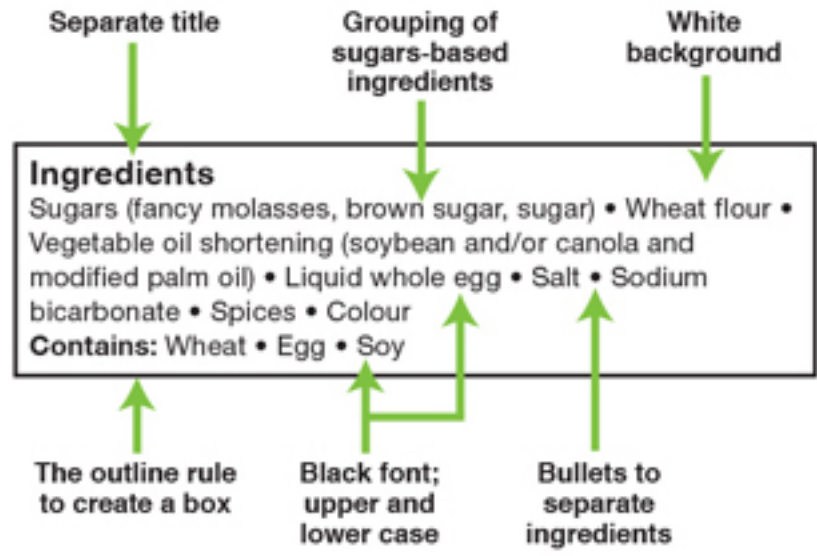 Separate title
Grouping of
sugars-based
ingredients
White
background
Ingredients
Sugars (fancy molasses, brown sugar, sugar) • Wheat flour •
Vegetable oil shortening (soybean and/or canola and
modified palm oil) • Liquid whole egg • Salt • Sodium
bicarbonate • Spices • Colour
Contains: Wheat • Egg • Soy
The outline rule
to create a box
Black font;
upper and
lower case
Bullets to
separate
ingredients